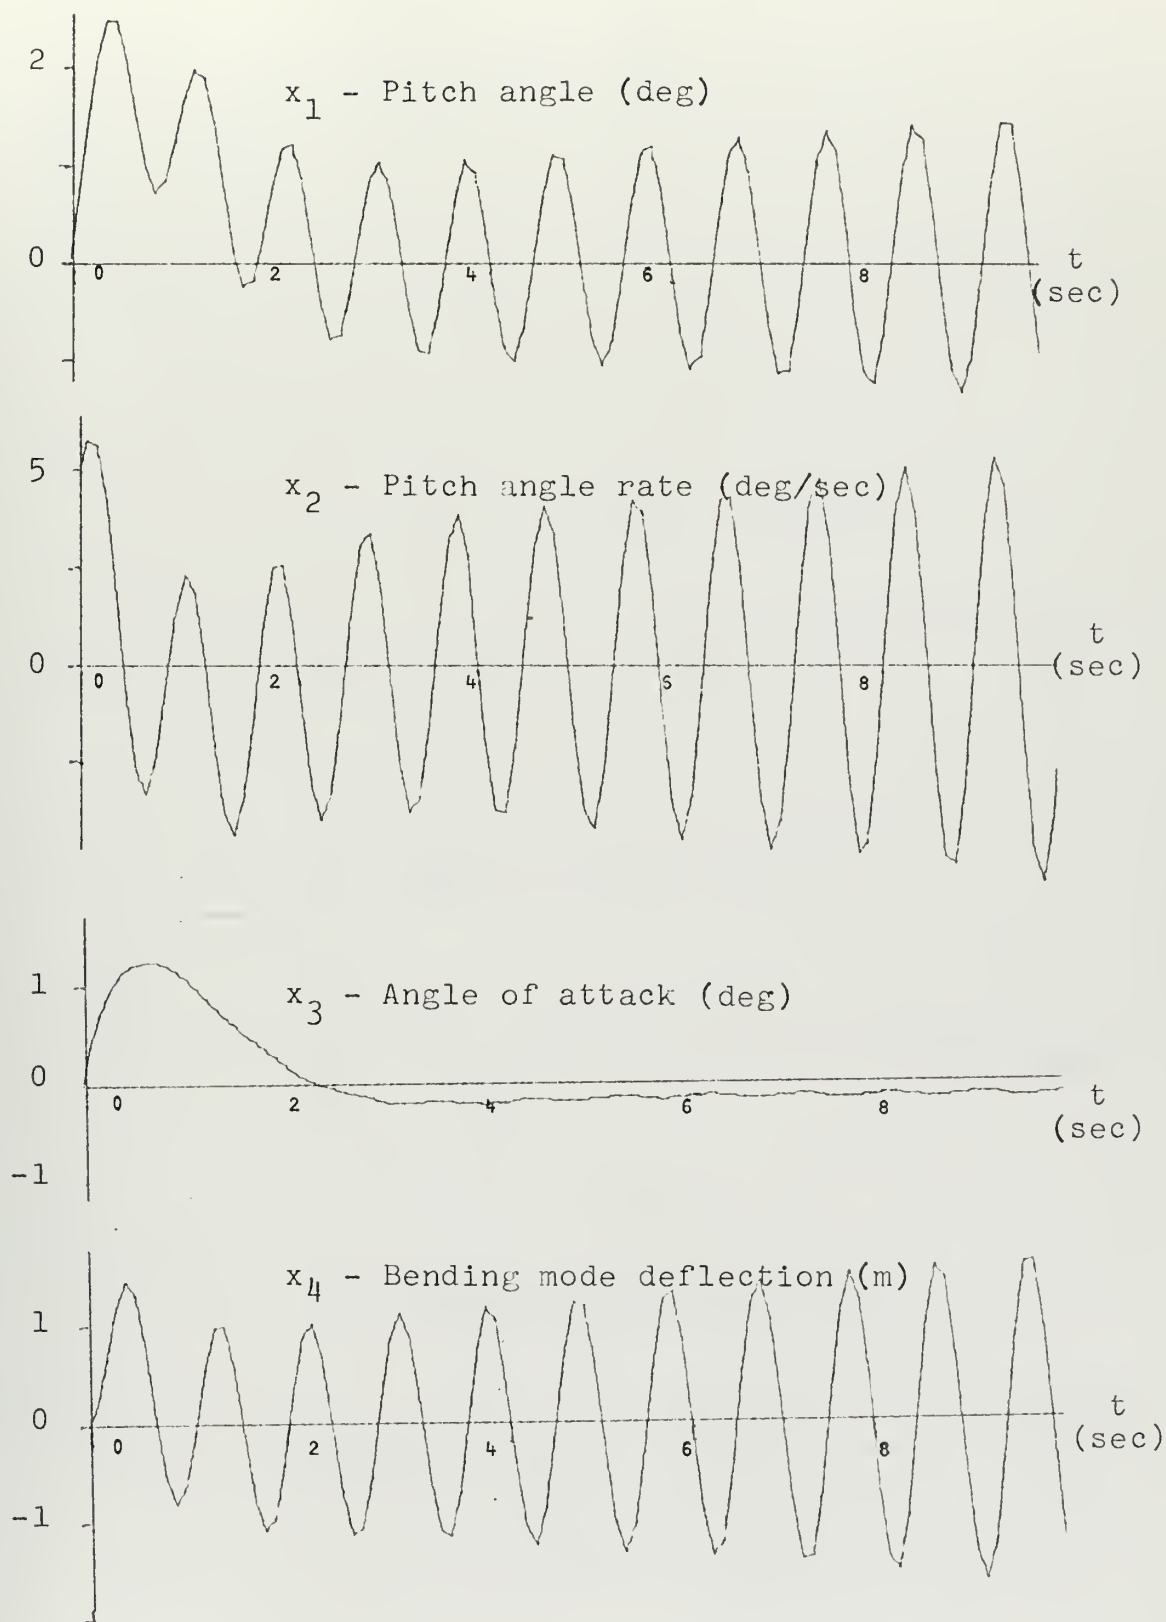 2
x1 - Pitch angle (deg)
0
0 2 4 6 8
t
(sec)
5
x2 - Pitch angle rate (deg/sec)
0
0 2 4 6 8
t
(sec)
1
x3 - Angle of attack (deg)
0
0 2 4 6 8
t
(sec)
-1
x4 - Bending mode deflection (m)
1
0
0 2 4 6 8
t
(sec)
-1